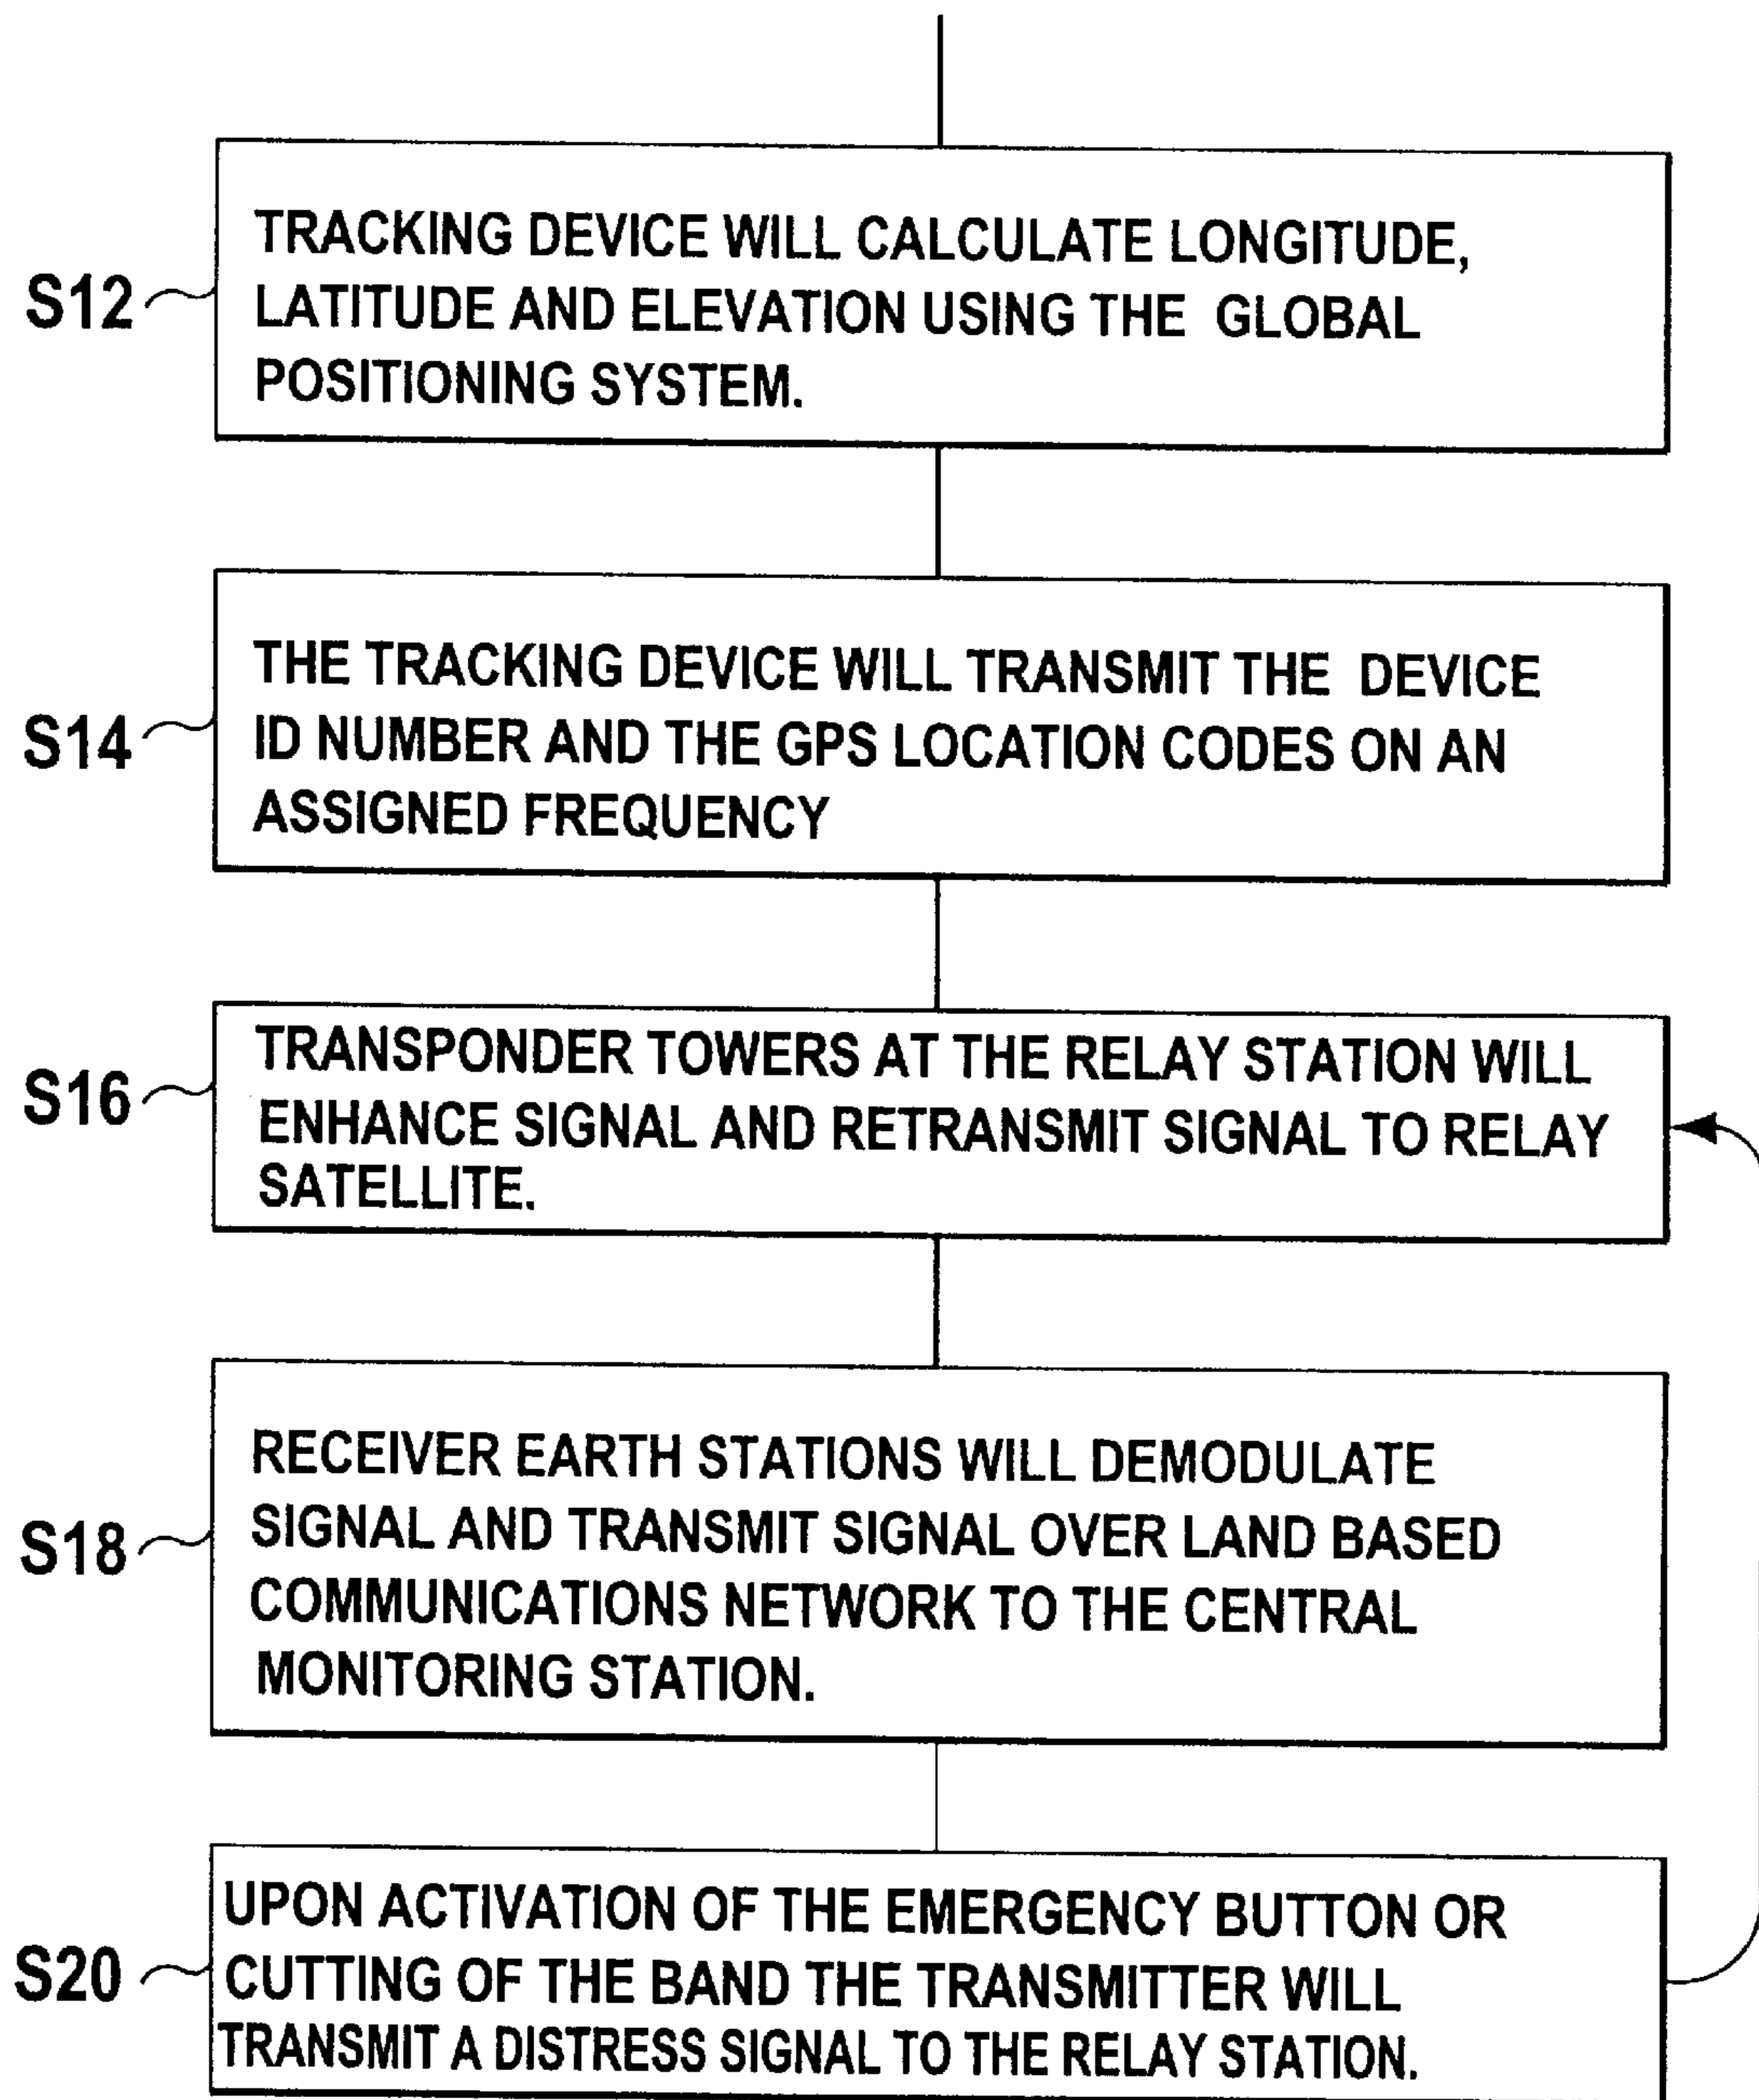 S12
TRACKING DEVICE WILL CALCULATE LONGITUDE,
LATITUDE AND ELEVATION USING THE GLOBAL
POSITIONING SYSTEM.
S14
THE TRACKING DEVICE WILL TRANSMIT THE DEVICE
ID NUMBER AND THE GPS LOCATION CODES ON AN
ASSIGNED FREQUENCY
S16
TRANSPONDER TOWERS AT THE RELAY STATION WILL
ENHANCE SIGNAL AND RETRANSMIT SIGNAL TO RELAY
SATELLITE.
S18
RECEIVER EARTH STATIONS WILL DEMODULATE
SIGNAL AND TRANSMIT SIGNAL OVER LAND BASED
COMMUNICATIONS NETWORK TO THE CENTRAL
MONITORING STATION.
S20
UPON ACTIVATION OF THE EMERGENCY BUTTON OR
CUTTING OF THE BAND THE TRANSMITTER WILL
TRANSMIT A DISTRESS SIGNAL TO THE RELAY STATION.